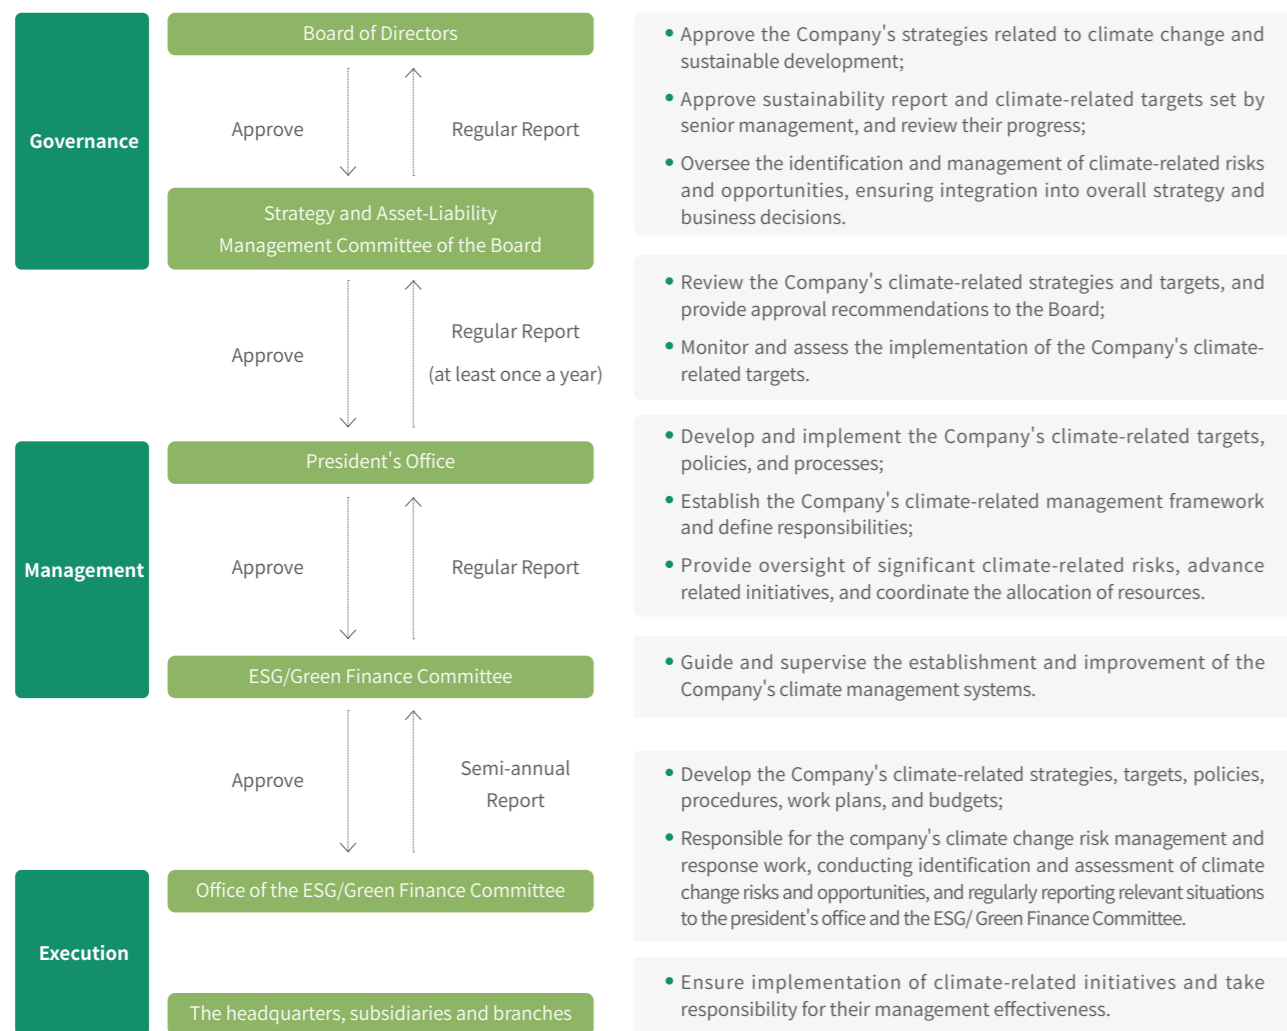 Governance
Board of Directors
Approve
Regular Report
Strategy and Asset-Liability
Management Committee of the Board
• Approve the Company's strategies related to climate change and
sustainable development;
• Approve sustainability report and climate-related targets set by
senior management, and review their progress;
• Oversee the identification and management of climate-related risks
and opportunities, ensuring integration into overall strategy and
business decisions.
Approve
Regular Report
(at least once a year)
• Review the Company's climate-related strategies and targets, and
provide approval recommendations to the Board;
• Monitor and assess the implementation of the Company's climate-
related targets.
Management
President's Office
Approve
Regular Report
ESG/Green Finance Committee
• Develop and implement the Company's climate-related targets,
policies, and processes;
• Establish the Company's climate-related management framework
and define responsibilities;
• Provide oversight of significant climate-related risks, advance
related initiatives, and coordinate the allocation of resources.
• Guide and supervise the establishment and improvement of the
Company's climate management systems.
Approve
Semi-annual
Report
Execution
Office of the ESG/Green Finance Committee
• Develop the Company's climate-related strategies, targets, policies,
procedures, work plans, and budgets;
• Responsible for the company's climate change risk management and
response work, conducting identification and assessment of climate
change risks and opportunities, and regularly reporting relevant situations
to the president's office and the ESG/ Green Finance Committee.
The headquarters, subsidiaries and branches
• Ensure implementation of climate-related initiatives and take
responsibility for their management effectiveness.